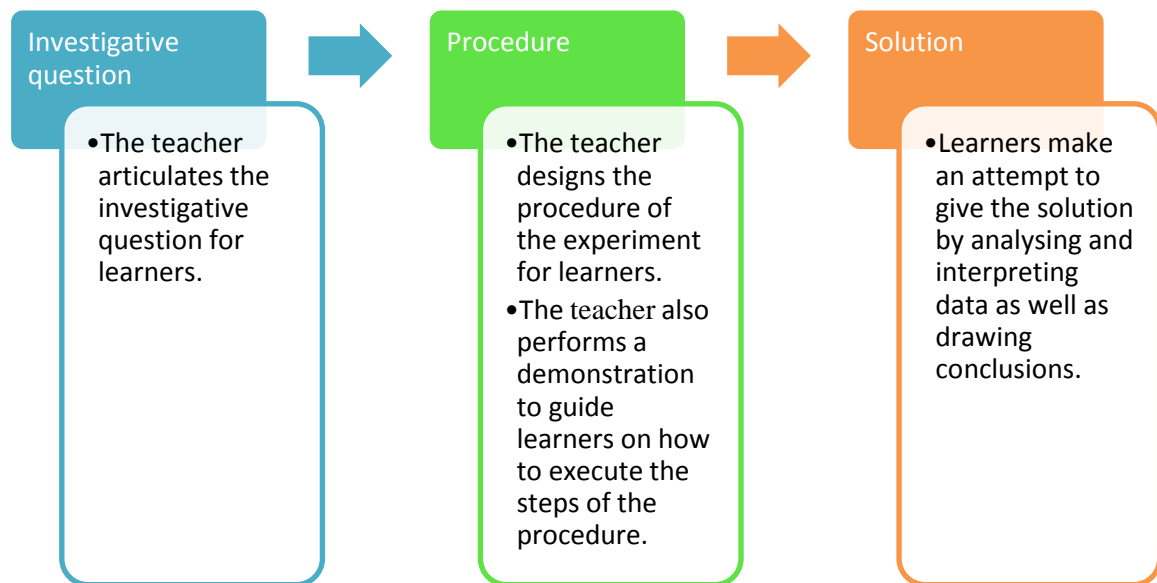 Investigative
question
•The teacher
articulates the
investigative
question for
learners.
Procedure
•The teacher
designs the
procedure of
the experiment
for learners.
•The teacher also
performs a
demonstration
to guide
learners on how
to execute the
steps of the
procedure.
Solution
•Learners make
an attempt to
give the solution
by analysing and
interpreting
data as well as
drawing
conclusions.